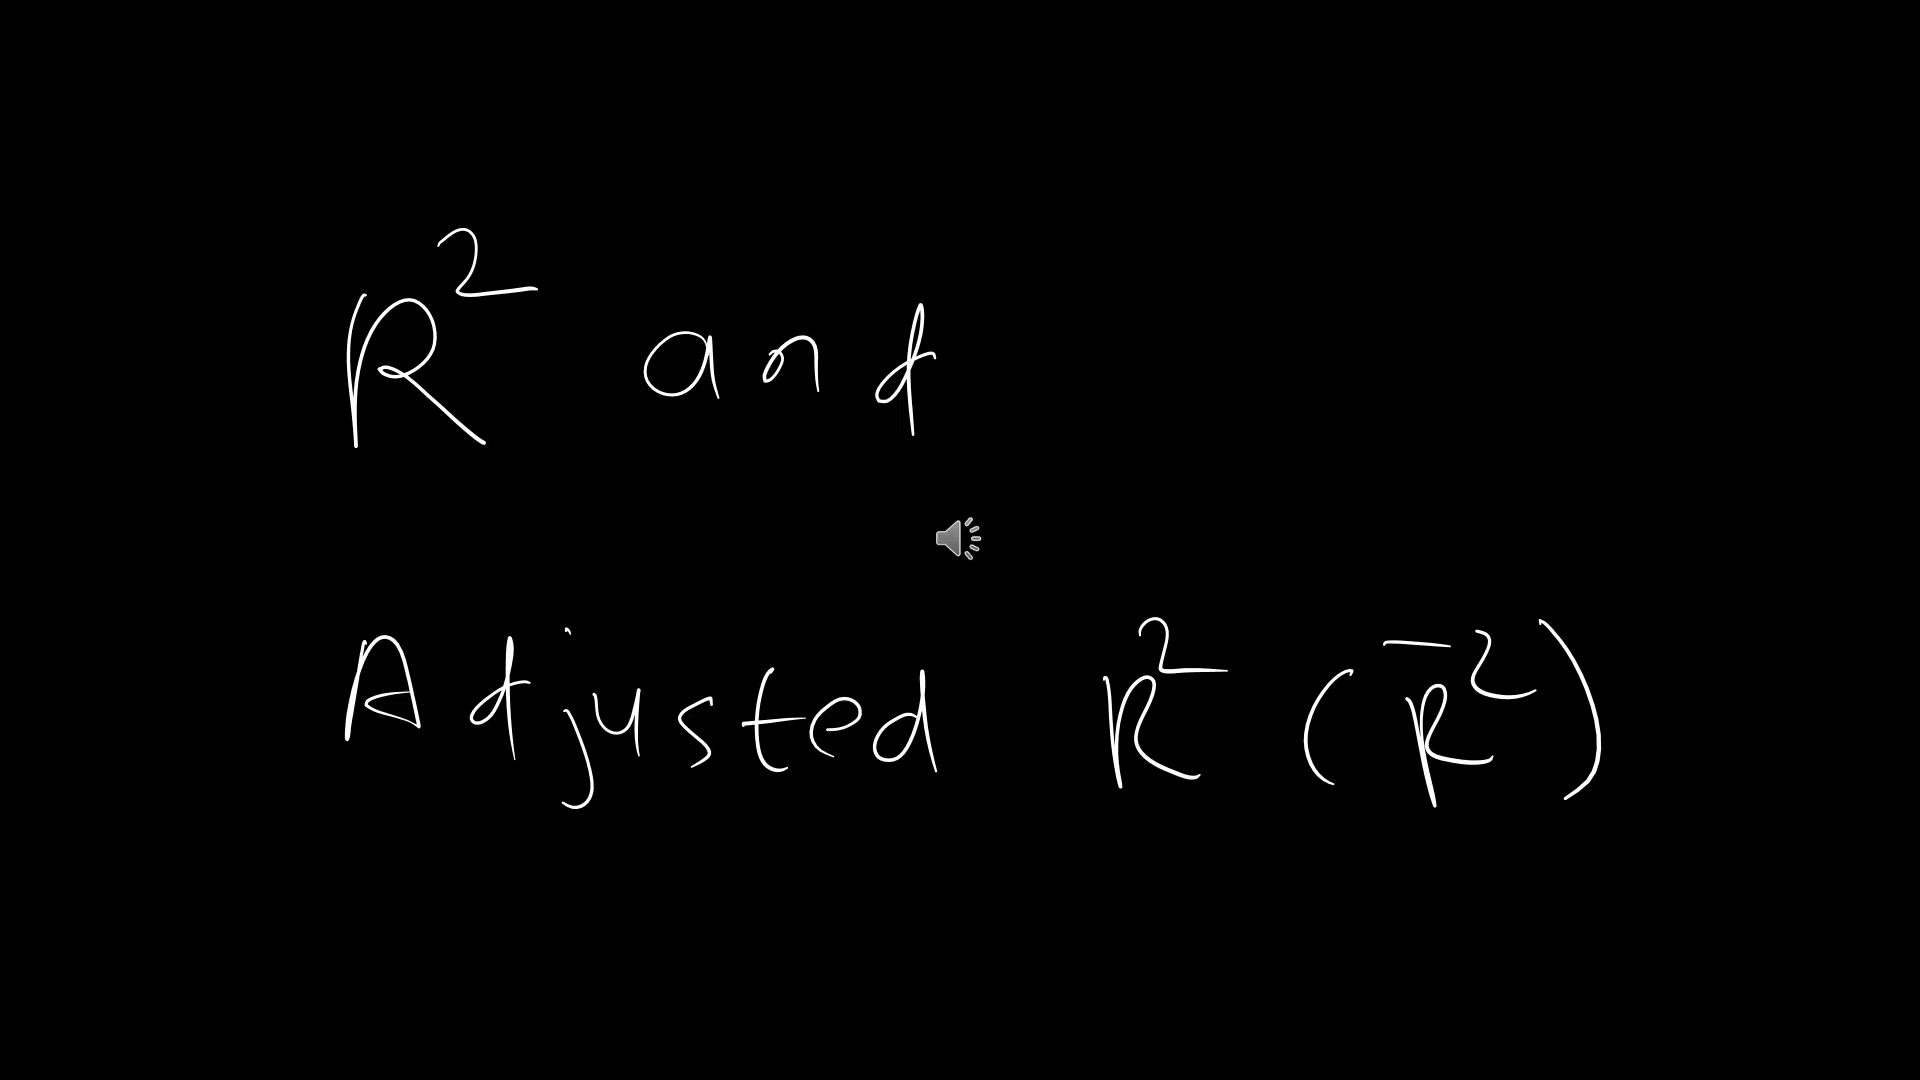 R² and
Adjusted R² (R̄²)